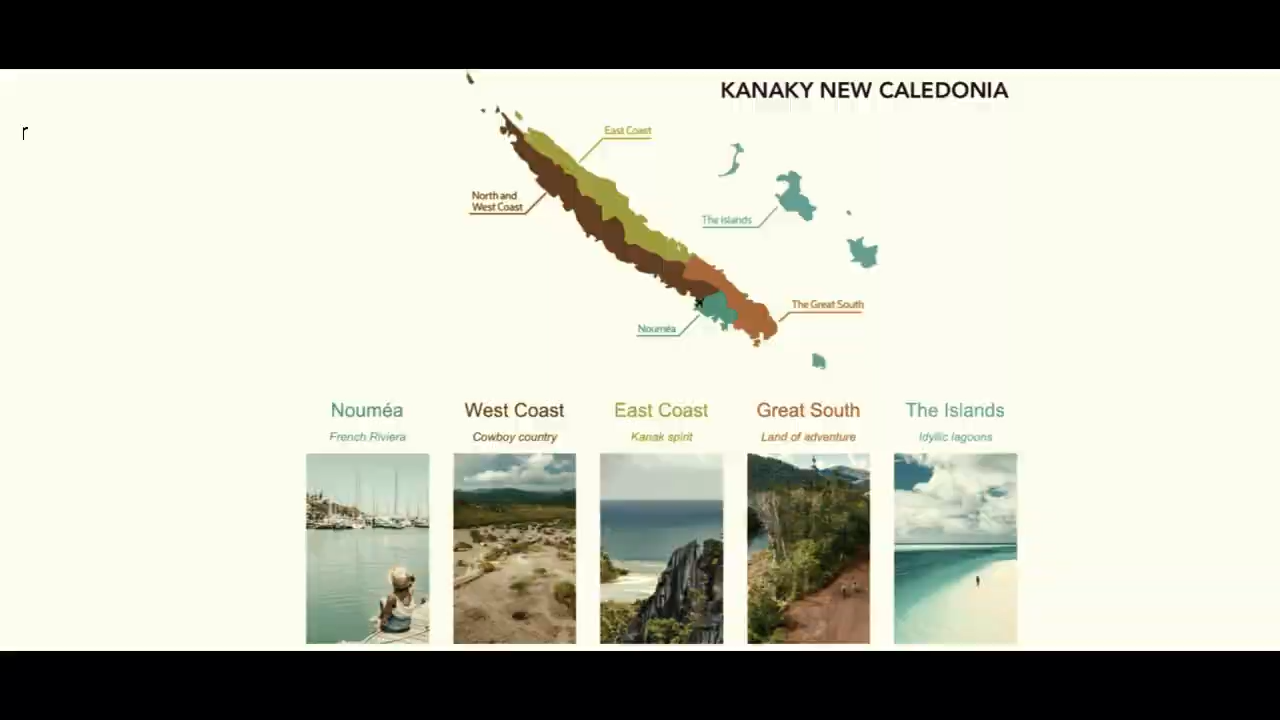 KANAKY NEW CALEDONIA
r
East Coast
North and
West Coast
The Islands
The Great South
Nouméa
Nouméa
West Coast
East Coast
Great South
The Islands
French Riviera
Cowboy country
Kanak spirit
Land of adventure
Idyllic lagoons